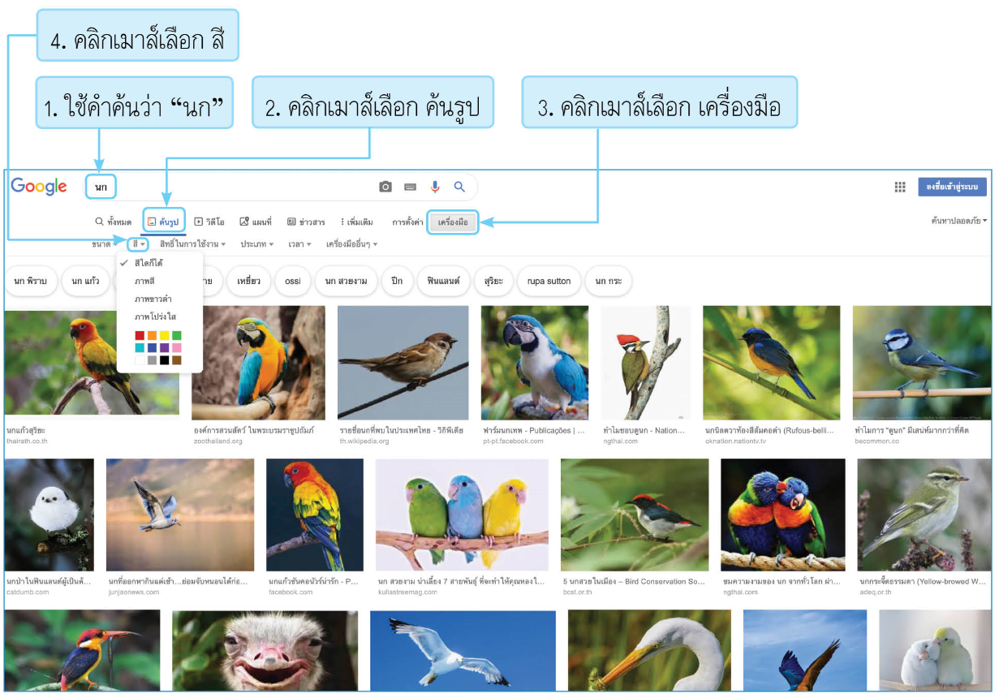 4. คลิกเมาส์เลือก สี
1. ใช้คำค้นว่า “นก”
2. คลิกเมาส์เลือก ค้นรูป
3. คลิกเมาส์เลือก เครื่องมือ
Google นก ลงชื่อเข้าสู่ระบบ
ทั้งหมด ค้นรูป วิดีโอ แผนที่ ข่าวสาร เพิ่มเติม การตั้งค่า เครื่องมือ ค้นหาปลอดภัย
ขนาด สี สิทธิ์ในการใช้งาน ประเภท เวลา เครื่องมืออื่นๆ
สีใดก็ได้
ภาพสี
ภาพขาวดำ
ภาพโปร่งใส
นก พิราบ นก แก้ว เหยี่ยว ossi นก สวยงาม ปีก ฟินแลนด์ สุริยะ rupa sutton นก กระ
นกแก้วสุริยะ องค์การสวนสัตว์ ในพระบรมราชูปถัมภ์ รายชื่อนกที่พบในประเทศไทย - วิกิพีเดีย ฟาร์มนกเทพ - Publicações | ... ทำไมชอบดูนก - Nation... นกนิลตวาท้องสีส้มคอดำ (Rufous-belli... ทำไมการ "ดูนก" มีเสน่ห์มากกว่าที่คิด
thairath.co.th zoothailand.org th.wikipedia.org pt-pt.facebook.com ngthai.com oknation.nationtv.tv becommon.co
นกป่าในฟินแลนด์ผู้เป็นต้... นกที่ออกหากินแต่เช้า...ย่อมจับหนอนได้ก่อ... นกแก้วซันคอนัวร์น่ารัก - P... นก สวยงาม น่าเลี้ยง 7 สายพันธุ์ ที่จะทำให้คุณหลงใ... 5 นกสวยในเมือง – Bird Conservation So... ชมความงามของ นก จากทั่วโลก ผ่า... นกกระจิ๊ดธรรมดา (Yellow-browed W...
catdumb.com junjaonews.com facebook.com kullastreemag.com bcst.or.th ngthai.com adeq.or.th